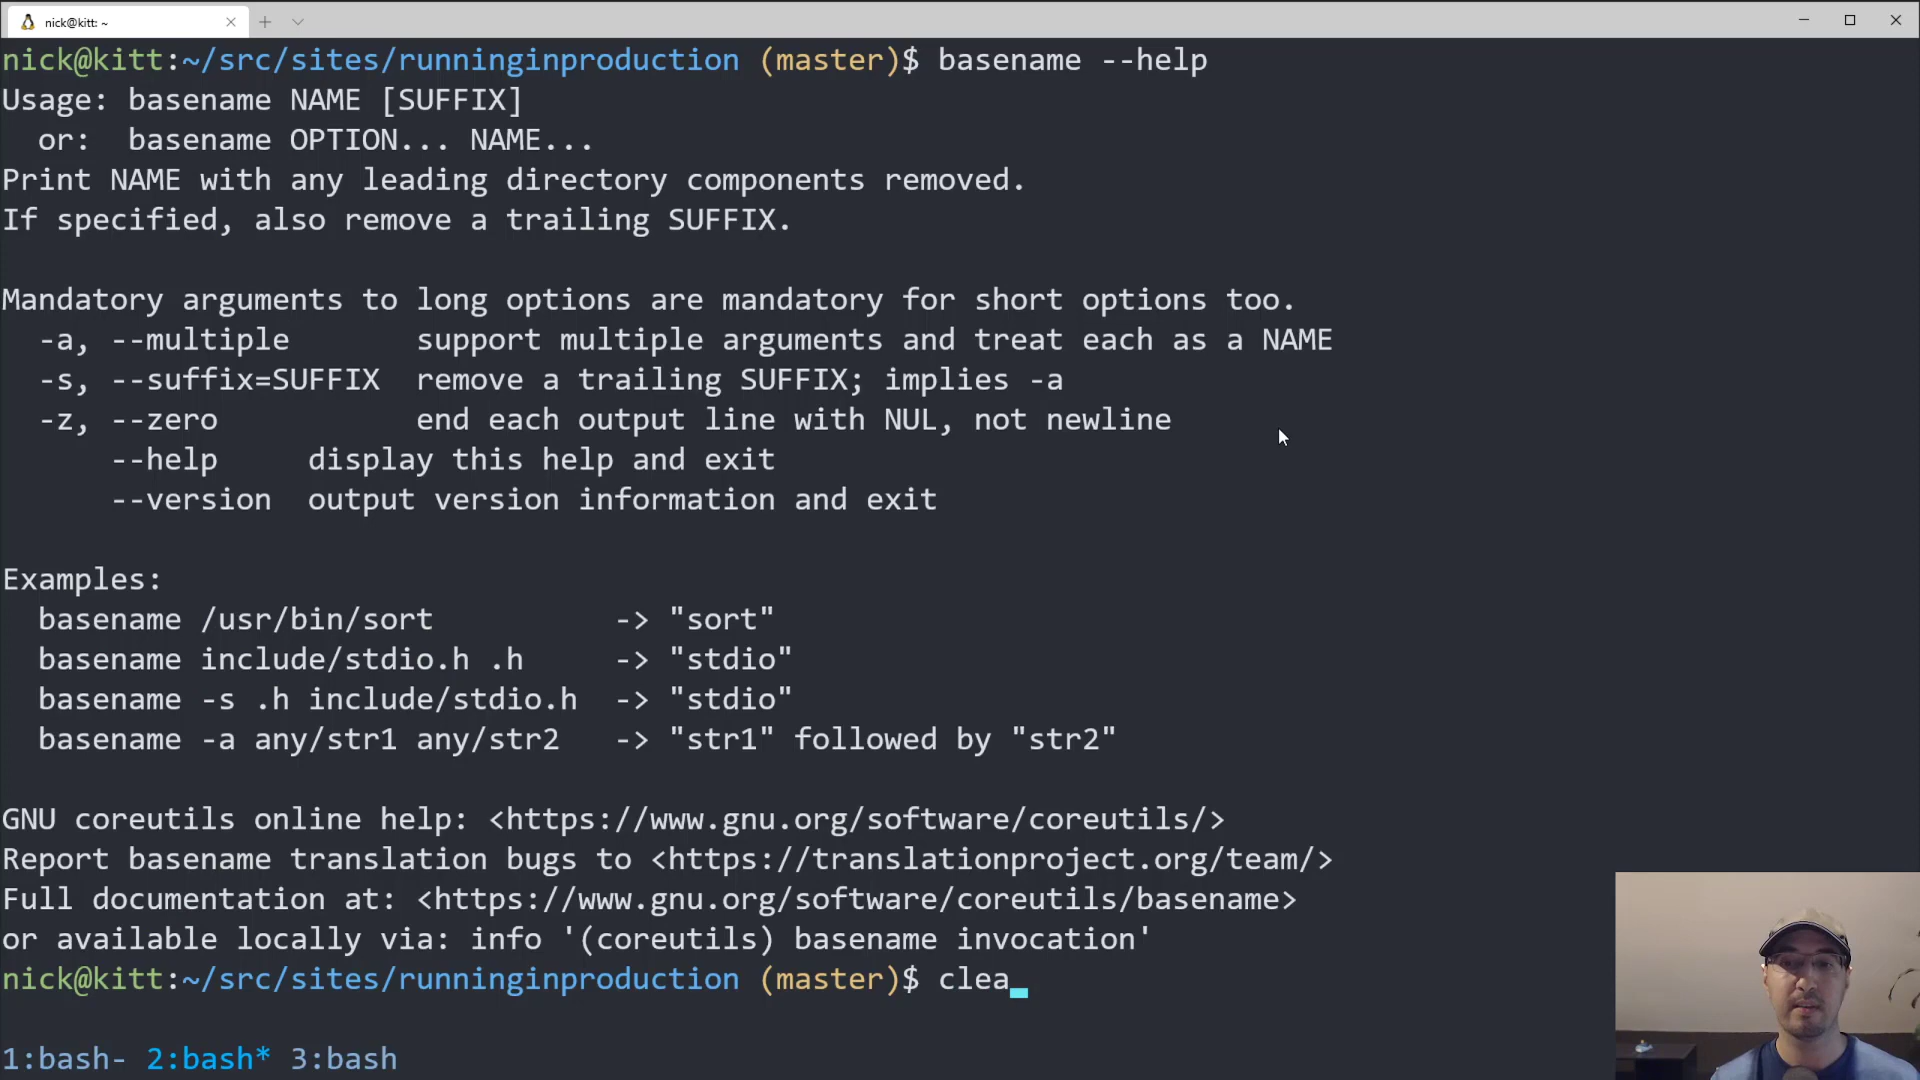 nick@kitt: ~
nick@kitt:~/src/sites/runninginproduction (master)$ basename --help
Usage: basename NAME [SUFFIX]
  or:  basename OPTION... NAME...
Print NAME with any leading directory components removed.
If specified, also remove a trailing SUFFIX.
Mandatory arguments to long options are mandatory for short options too.
  -a, --multiple       support multiple arguments and treat each as a NAME
  -s, --suffix=SUFFIX  remove a trailing SUFFIX; implies -a
  -z, --zero           end each output line with NUL, not newline
      --help     display this help and exit
      --version  output version information and exit
Examples:
  basename /usr/bin/sort          -> "sort"
  basename include/stdio.h .h     -> "stdio"
  basename -s .h include/stdio.h  -> "stdio"
  basename -a any/str1 any/str2   -> "str1" followed by "str2"
GNU coreutils online help: <https://www.gnu.org/software/coreutils/>
Report basename translation bugs to <https://translationproject.org/team/>
Full documentation at: <https://www.gnu.org/software/coreutils/basename>
or available locally via: info '(coreutils) basename invocation'
nick@kitt:~/src/sites/runninginproduction (master)$ clea
1:bash- 2:bash* 3:bash